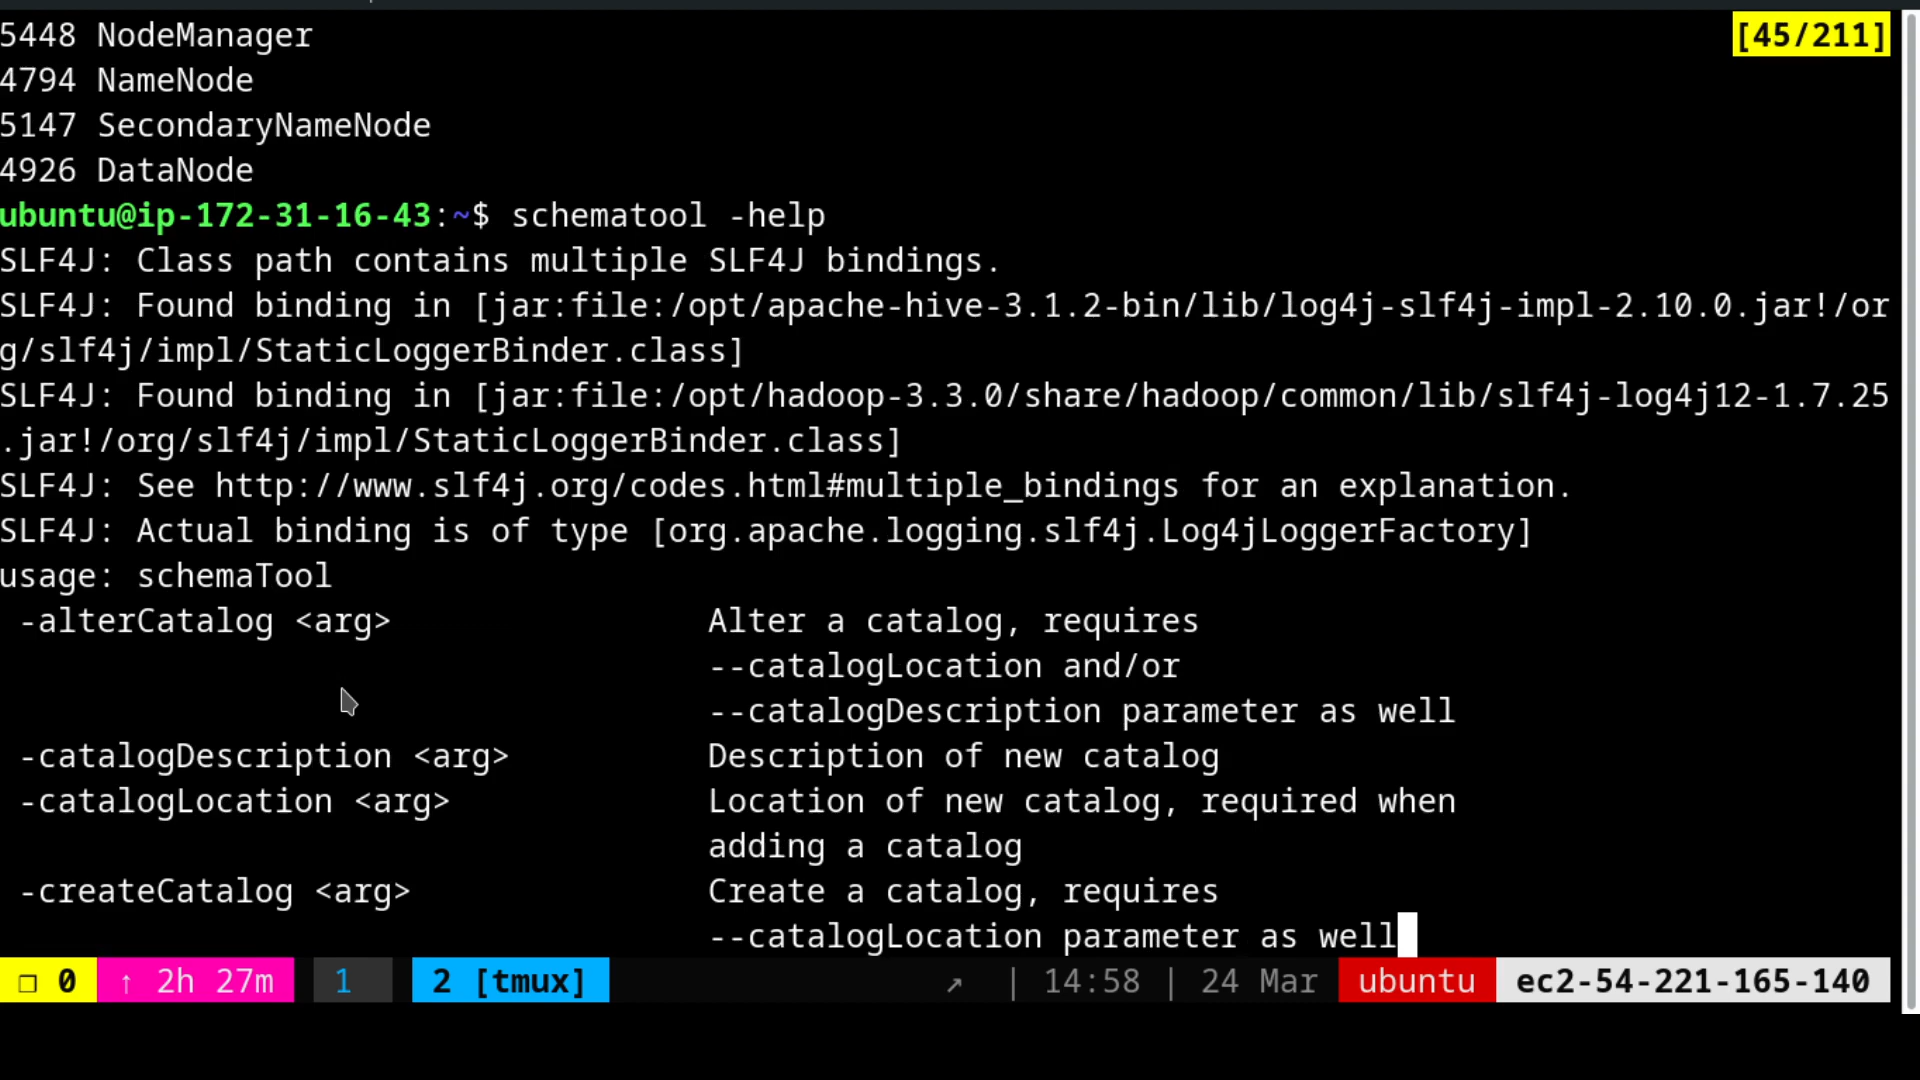 5448 NodeManager [45/211]
4794 NameNode
5147 SecondaryNameNode
4926 DataNode
ubuntu@ip-172-31-16-43:~$ schematool -help
SLF4J: Class path contains multiple SLF4J bindings.
SLF4J: Found binding in [jar:file:/opt/apache-hive-3.1.2-bin/lib/log4j-slf4j-impl-2.10.0.jar!/or
g/slf4j/impl/StaticLoggerBinder.class]
SLF4J: Found binding in [jar:file:/opt/hadoop-3.3.0/share/hadoop/common/lib/slf4j-log4j12-1.7.25
.jar!/org/slf4j/impl/StaticLoggerBinder.class]
SLF4J: See http://www.slf4j.org/codes.html#multiple_bindings for an explanation.
SLF4J: Actual binding is of type [org.apache.logging.slf4j.Log4jLoggerFactory]
usage: schemaTool
-alterCatalog <arg> Alter a catalog, requires
--catalogLocation and/or
--catalogDescription parameter as well
-catalogDescription <arg> Description of new catalog
-catalogLocation <arg> Location of new catalog, required when
adding a catalog
-createCatalog <arg> Create a catalog, requires
--catalogLocation parameter as well
❐ 0 ↑ 2h 27m 1 2 [tmux] ↗ | 14:58 | 24 Mar ubuntu ec2-54-221-165-140